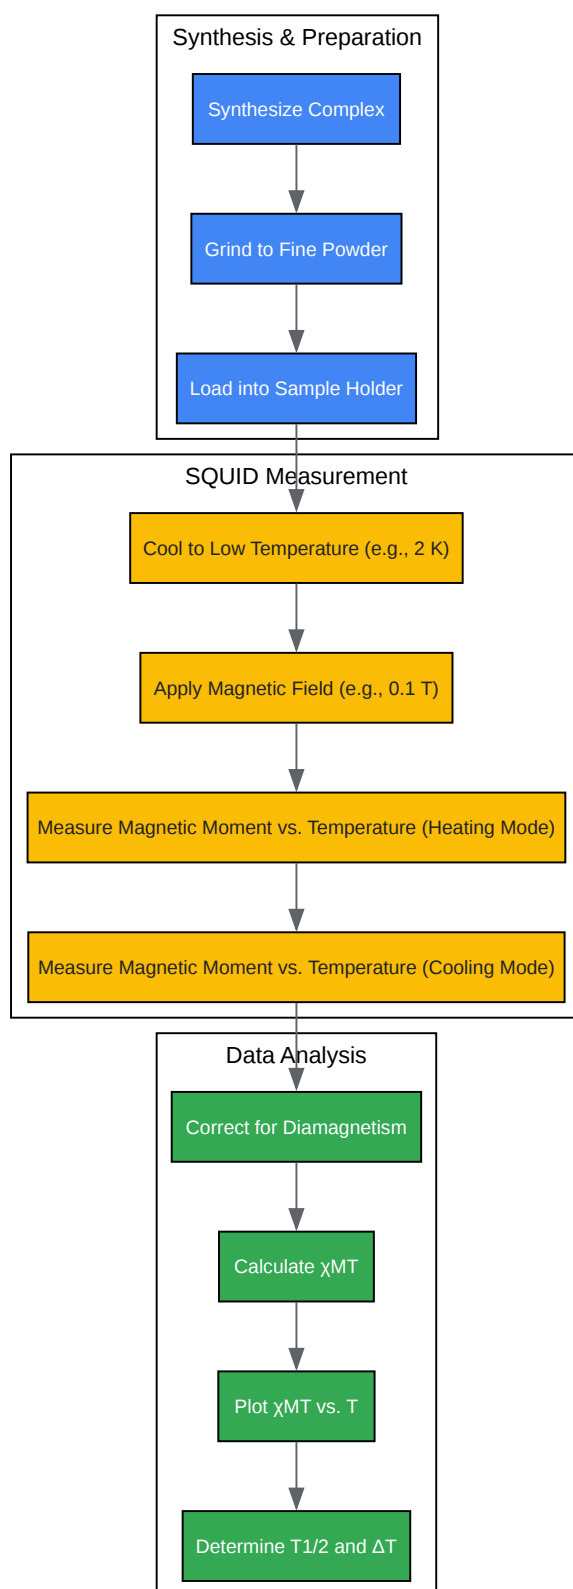 Synthesis & Preparation
Synthesize Complex
Grind to Fine Powder
Load into Sample Holder
SQUID Measurement
Cool to Low Temperature (e.g., 2 K)
Apply Magnetic Field (e.g., 0.1 T)
Measure Magnetic Moment vs. Temperature (Heating Mode)
Measure Magnetic Moment vs. Temperature (Cooling Mode)
Data Analysis
Correct for Diamagnetism
Calculate χMT
Plot χMT vs. T
Determine T1/2 and ΔT